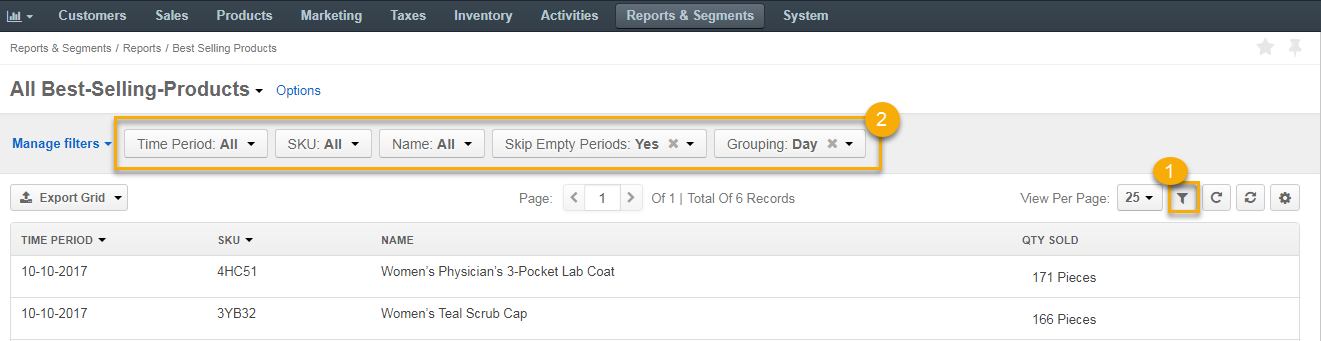 Customers Sales Products Marketing Taxes Inventory Activities Reports & Segments System
Reports & Segments / Reports / Best Selling Products
All Best-Selling-Products Options
2
Manage filters Time Period: All SKU: All Name: All Skip Empty Periods: Yes Grouping: Day
1
Export Grid Page: 1 Of 1 | Total Of 6 Records View Per Page: 25
TIME PERIOD SKU NAME QTY SOLD
10-10-2017 4HC51 Women’s Physician’s 3-Pocket Lab Coat 171 Pieces
10-10-2017 3YB32 Women’s Teal Scrub Cap 166 Pieces